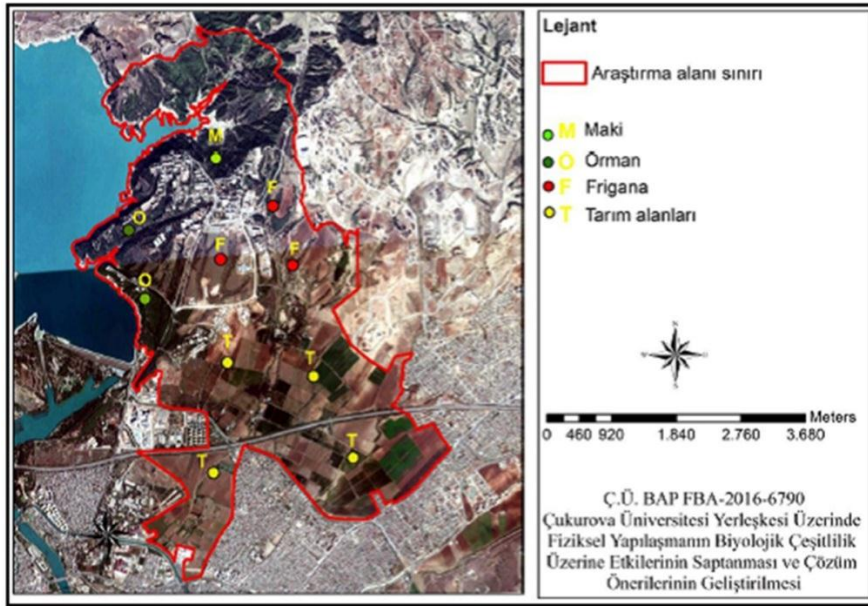 M
F
O
F
F
O
T
T
T
T
Lejant
Araştırma alanı sınırı
M Maki
O Örman
F Frigana
T Tarım alanları
N
S
Meters
0 460 920 1.840 2.760 3.680
Ç.Ü. BAP FBA-2016-6790
Çukurova Üniversitesi Yerleşkesi Üzerinde
Fiziksel Yapılaşmanın Biyolojik Çeşitlilik
Üzerine Etkilerinin Saptanması ve Çözüm
Önerilerinin Geliştirilmesi